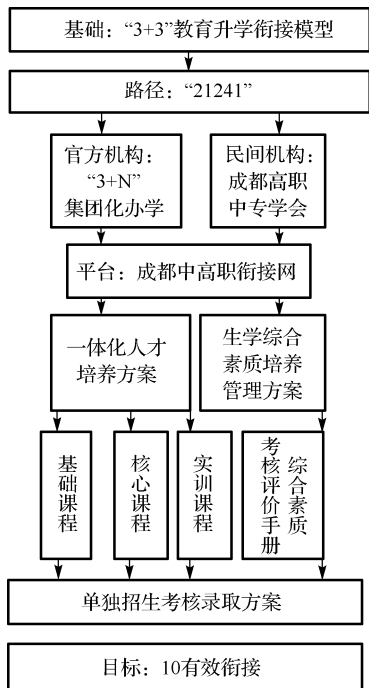 基础：“3+3”教育升学衔接模型
路径：“21241”
官方机构：
“3+N”
集团化办学
民间机构：
成都高职
中专学会
平台：成都中高职衔接网
一体化人才
培养方案
生学综合
素质培养
管理方案
基础课程
核心课程
实训课程
综合素质
考核评价手册
单独招生考核录取方案
目标：10有效衔接